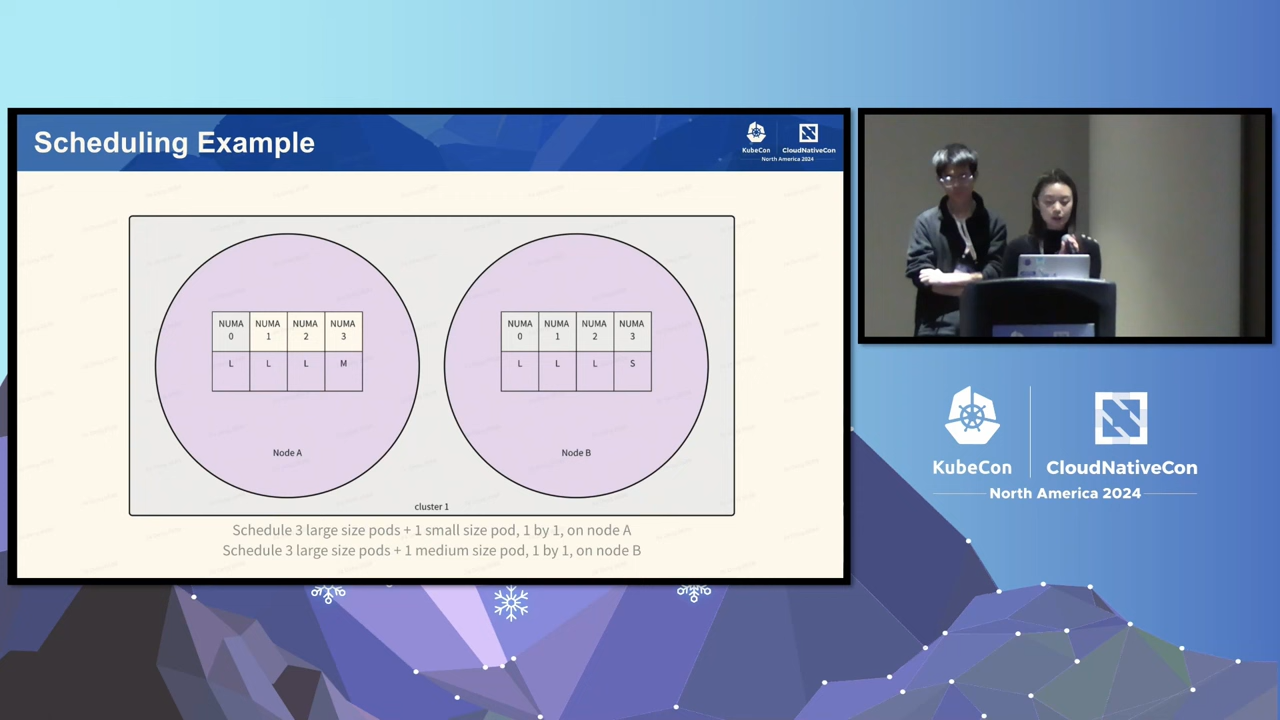 Scheduling Example
KubeCon
CloudNativeCon
North America 2024
NUMA 0
NUMA 1
NUMA 2
NUMA 3
L
L
L
M
Node A
NUMA 0
NUMA 1
NUMA 2
NUMA 3
L
L
L
S
Node B
cluster 1
Schedule 3 large size pods + 1 small size pod, 1 by 1, on node A
Schedule 3 large size pods + 1 medium size pod, 1 by 1, on node B
KubeCon
CloudNativeCon
North America 2024